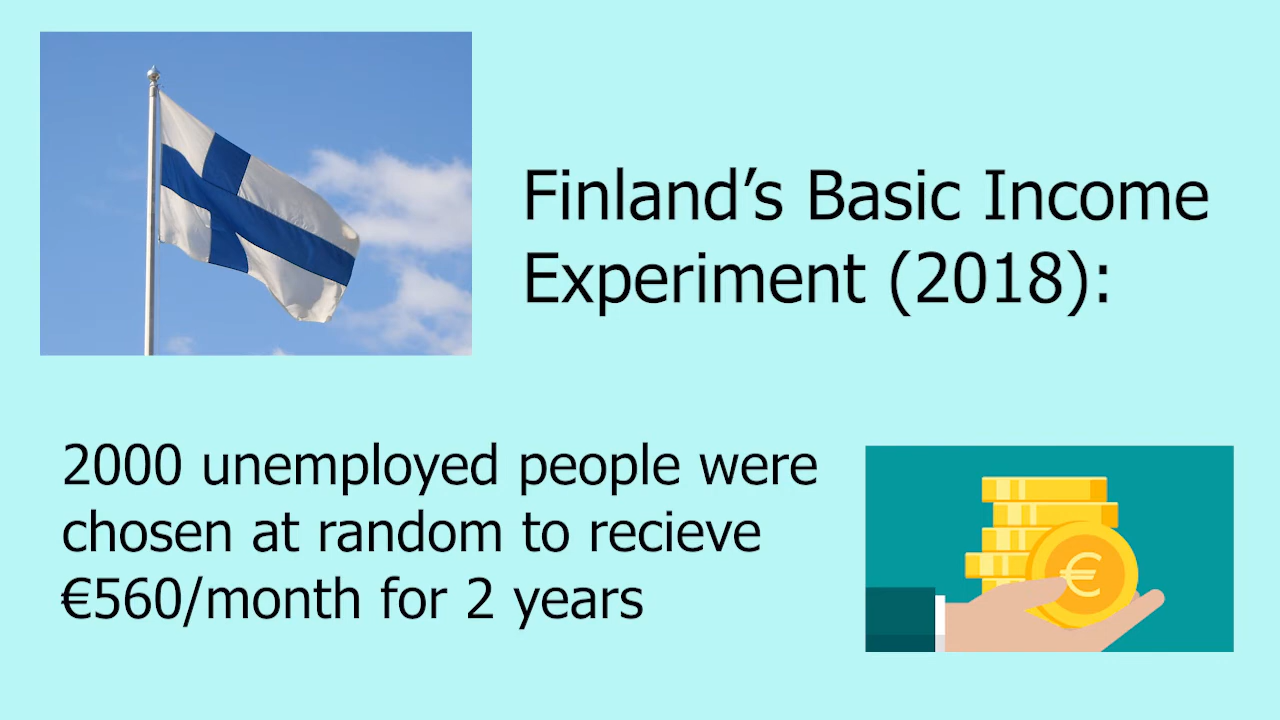 Finland’s Basic Income
Experiment (2018):
2000 unemployed people were
chosen at random to recieve
€560/month for 2 years
€